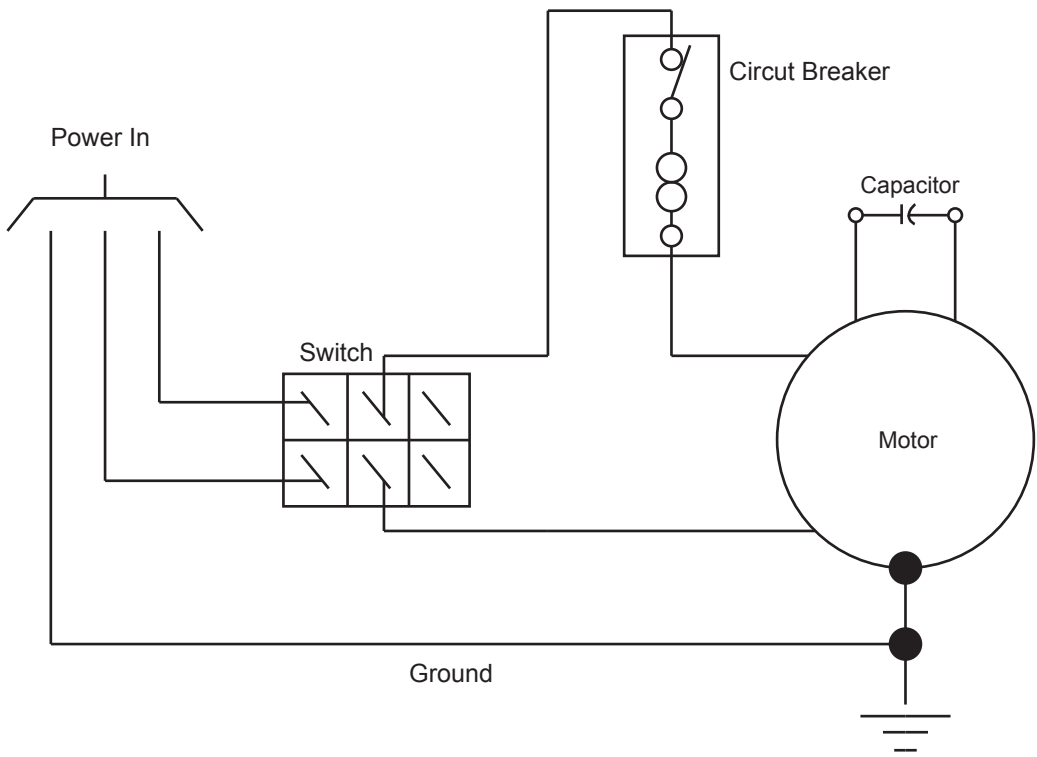 Circut Breaker
Power In
Capacitor
Switch
Motor
Ground